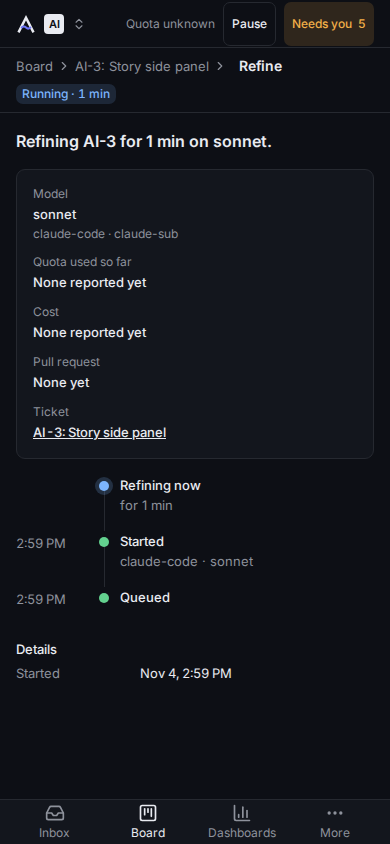 AI
Quota unknown
Pause
Needs you 5
Board > AI-3: Story side panel > Refine
Running · 1 min
Refining AI-3 for 1 min on sonnet.
Model
sonnet
claude-code · claude-sub
Quota used so far
None reported yet
Cost
None reported yet
Pull request
None yet
Ticket
AI-3: Story side panel
Refining now
for 1 min
2:59 PM Started
claude-code · sonnet
2:59 PM Queued
Details
Started Nov 4, 2:59 PM
Inbox Board Dashboards More